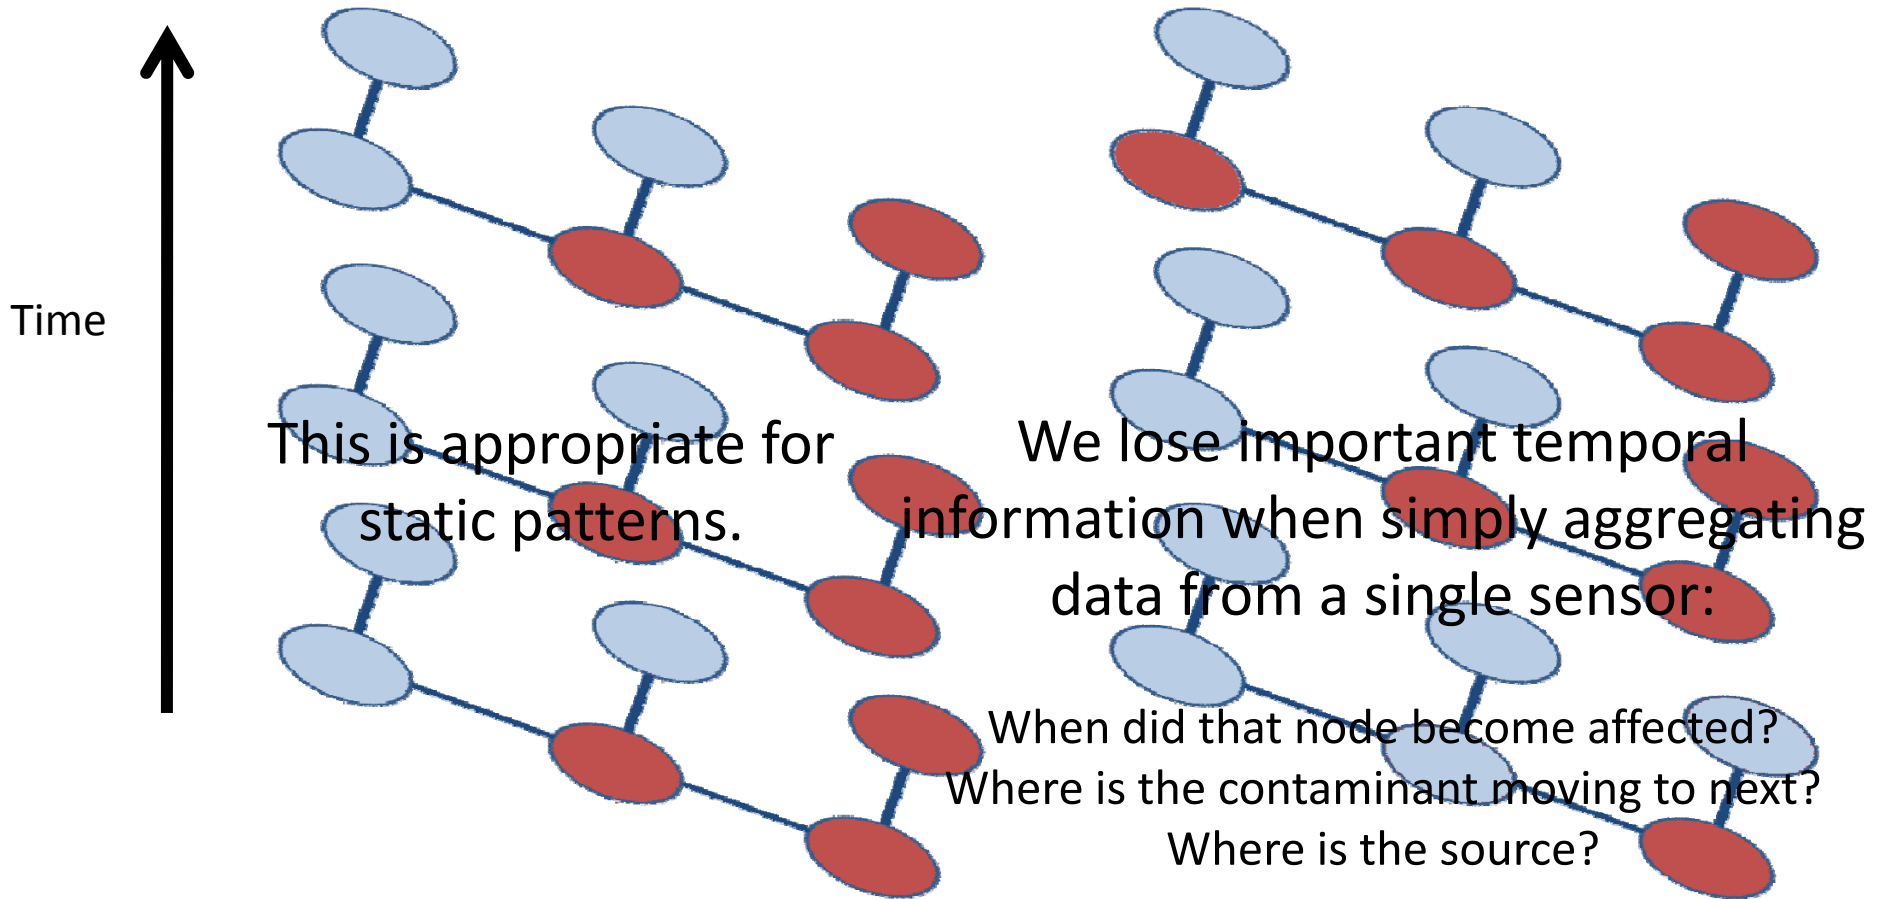 Time
This is appropriate for
static patterns.
We lose important temporal
information when simply aggregating
data from a single sensor:
When did that node become affected?
Where is the contaminant moving to next?
Where is the source?